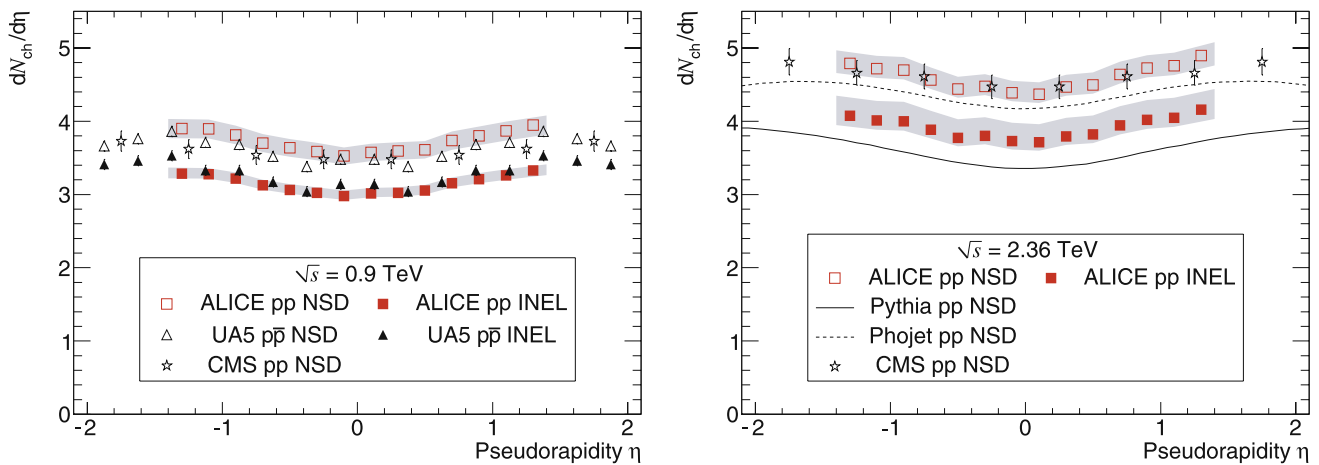 dN_ch/dη
5
4
3
2
1
0
√s = 0.9 TeV
ALICE pp NSD ALICE pp INEL
UA5 pp̅ NSD UA5 pp̅ INEL
CMS pp NSD
-2 -1 0 1 2
Pseudorapidity η
dN_ch/dη
5
4
3
2
1
0
√s = 2.36 TeV
ALICE pp NSD ALICE pp INEL
Pythia pp NSD
Phojet pp NSD
CMS pp NSD
-2 -1 0 1 2
Pseudorapidity η